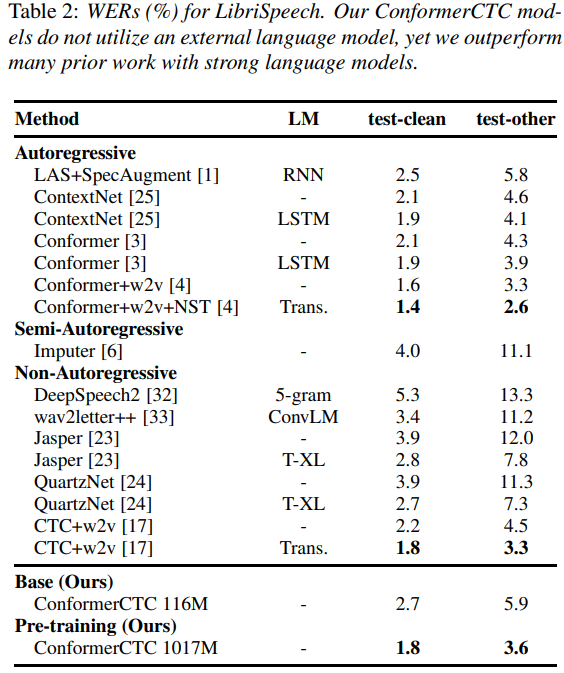 Table 2: WERs (%) for LibriSpeech. Our ConformerCTC mod-
els do not utilize an external language model, yet we outperform
many prior work with strong language models.
Method LM test-clean test-other
Autoregressive
LAS+SpecAugment [1] RNN 2.5 5.8
ContextNet [25] - 2.1 4.6
ContextNet [25] LSTM 1.9 4.1
Conformer [3] - 2.1 4.3
Conformer [3] LSTM 1.9 3.9
Conformer+w2v [4] - 1.6 3.3
Conformer+w2v+NST [4] Trans. 1.4 2.6
Semi-Autoregressive
Imputer [6] - 4.0 11.1
Non-Autoregressive
DeepSpeech2 [32] 5-gram 5.3 13.3
wav2letter++ [33] ConvLM 3.4 11.2
Jasper [23] - 3.9 12.0
Jasper [23] T-XL 2.8 7.8
QuartzNet [24] - 3.9 11.3
QuartzNet [24] T-XL 2.7 7.3
CTC+w2v [17] - 2.2 4.5
CTC+w2v [17] Trans. 1.8 3.3
Base (Ours)
ConformerCTC 116M - 2.7 5.9
Pre-training (Ours)
ConformerCTC 1017M - 1.8 3.6